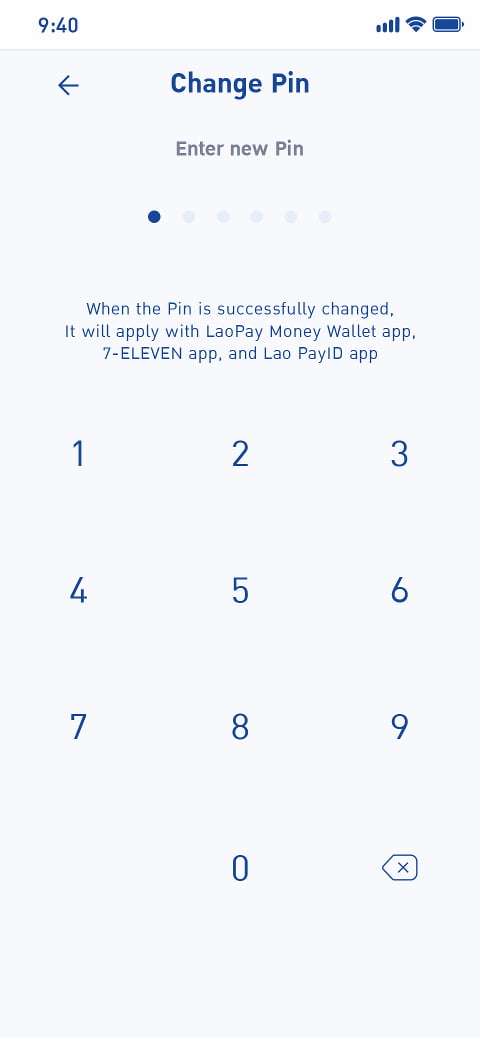 9:40
Change Pin
Enter new Pin
When the Pin is successfully changed,
It will apply with LaoPay Money Wallet app,
7-ELEVEN app, and Lao PayID app
1 2 3
4 5 6
7 8 9
0